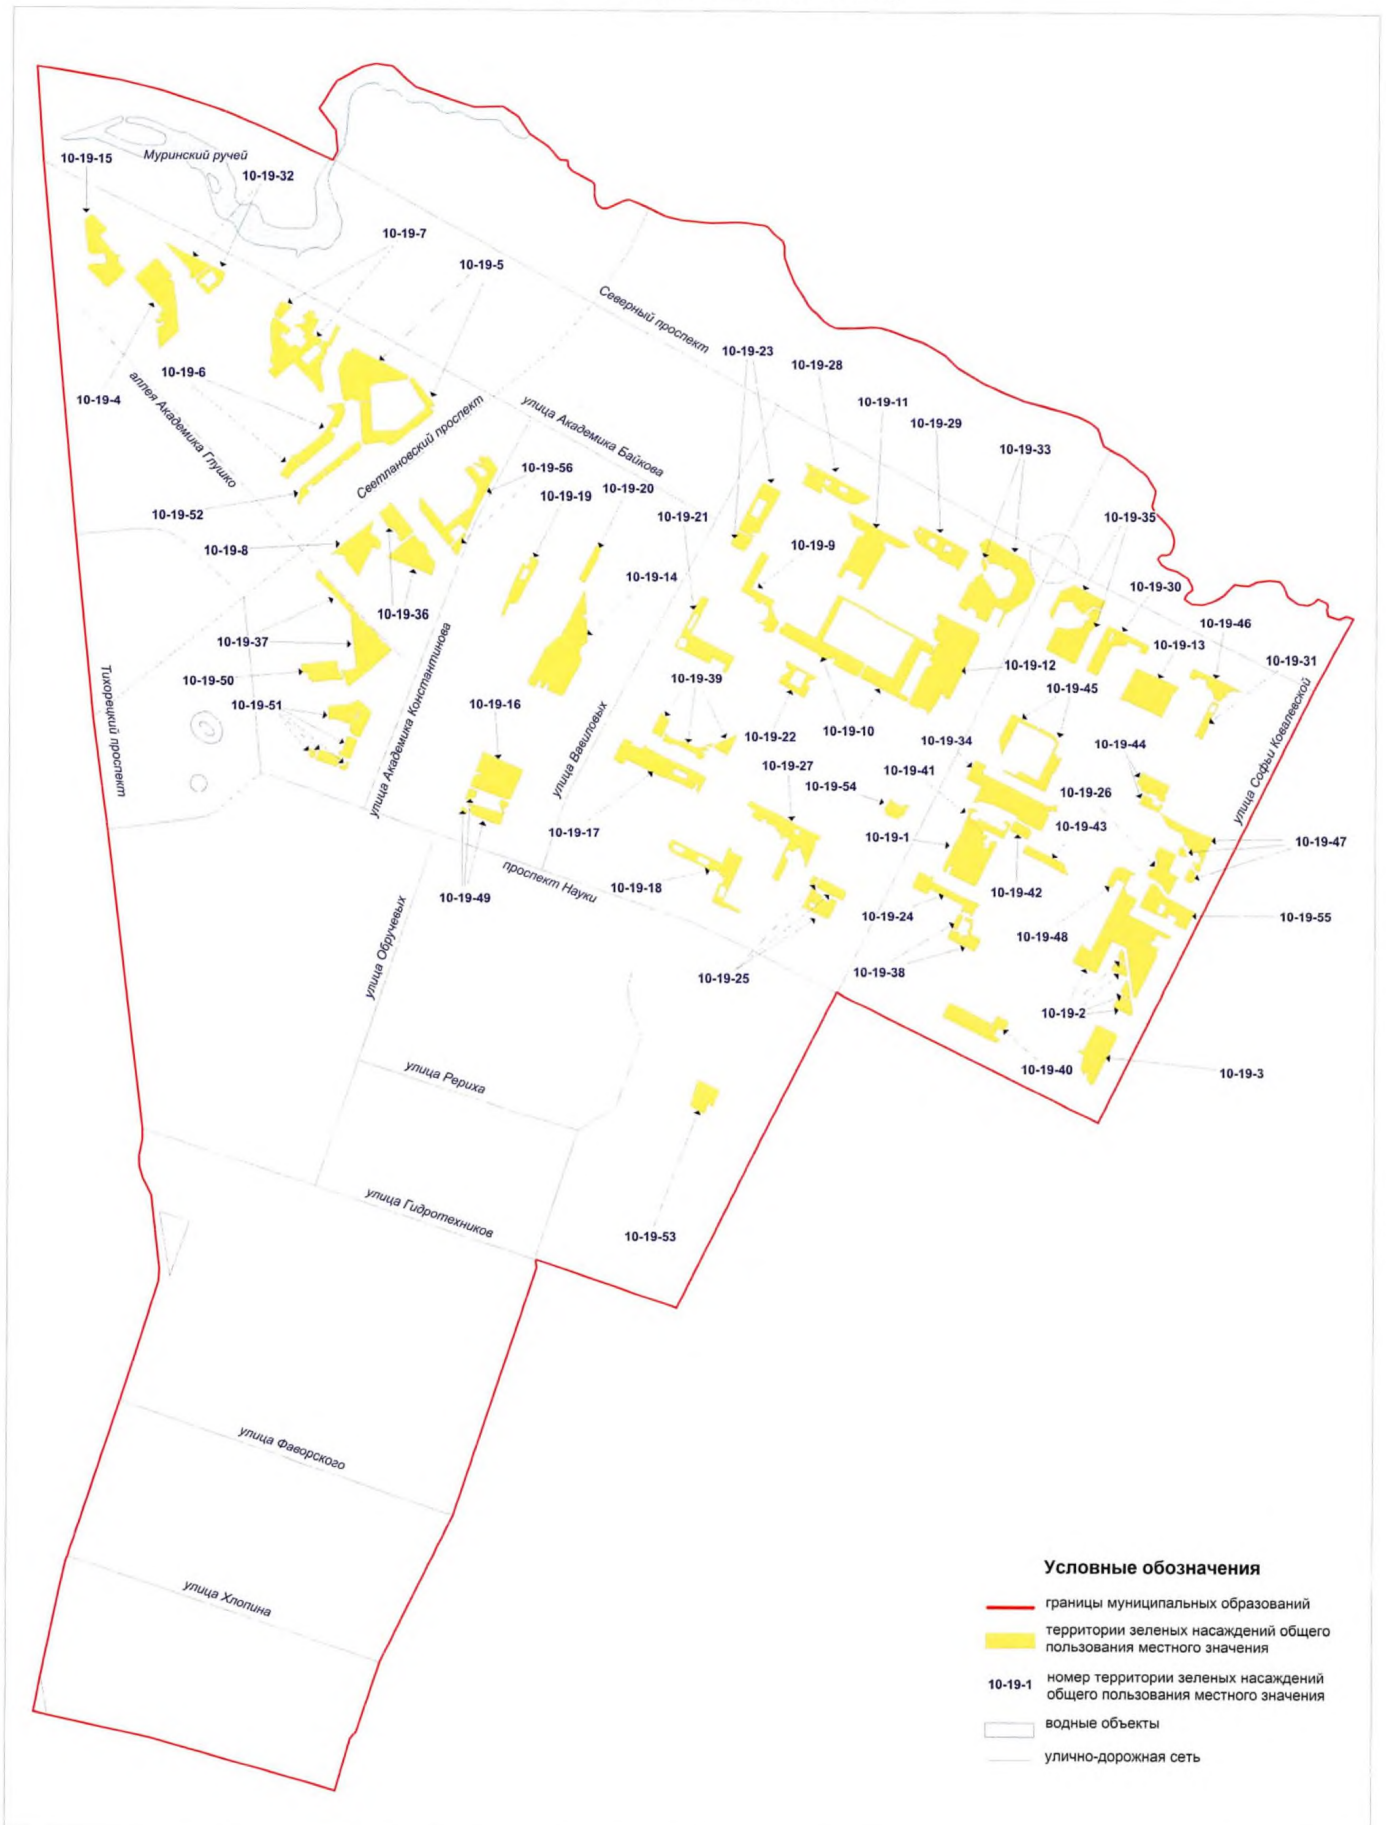 10-19-15
Муринский ручей
10-19-32
10-19-7
10-19-5
Северный проспект
10-19-23
10-19-28
10-19-6
10-19-4
аллея Академика Глушко
Светлановский проспект
улица Академика Байкова
10-19-11
10-19-29
10-19-33
10-19-56
10-19-19
10-19-20
10-19-21
10-19-52
10-19-8
10-19-35
10-19-9
10-19-14
10-19-30
10-19-36
10-19-46
10-19-37
10-19-13
10-19-31
10-19-12
10-19-50
10-19-39
10-19-45
10-19-51
10-19-16
Тихорецкий проспект
улица Академика Константинова
улица Вавиловых
10-19-22
10-19-10
10-19-34
10-19-44
улица Софьи Ковалевской
10-19-27
10-19-41
10-19-54
10-19-26
10-19-43
10-19-17
10-19-1
10-19-47
проспект Науки
10-19-49
10-19-18
10-19-42
10-19-24
10-19-55
10-19-48
улица Обручевых
10-19-25
10-19-38
10-19-2
10-19-40
10-19-3
улица Рериха
улица Гидротехников
10-19-53
улица Фаворского
улица Хлопина
Условные обозначения
границы муниципальных образований
территории зеленых насаждений общего
пользования местного значения
10-19-1
номер территории зеленых насаждений
общего пользования местного значения
водные объекты
улично-дорожная сеть